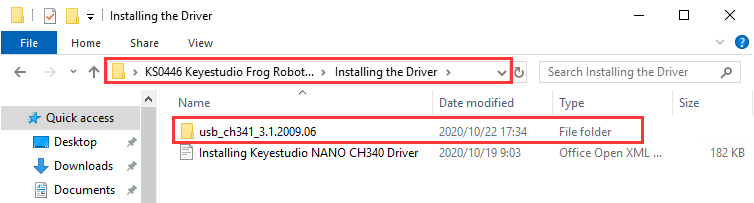 Installing the Driver
File Home Share View
KS0446 Keyestudio Frog Robot... Installing the Driver Search Installing the Driver
Quick access
Desktop
Downloads
Documents
Name Date modified Type Size
usb_ch341_3.1.2009.06 2020/10/22 17:34 File folder
Installing Keyestudio NANO CH340 Driver 2020/10/19 9:03 Office Open XML ... 182 KB